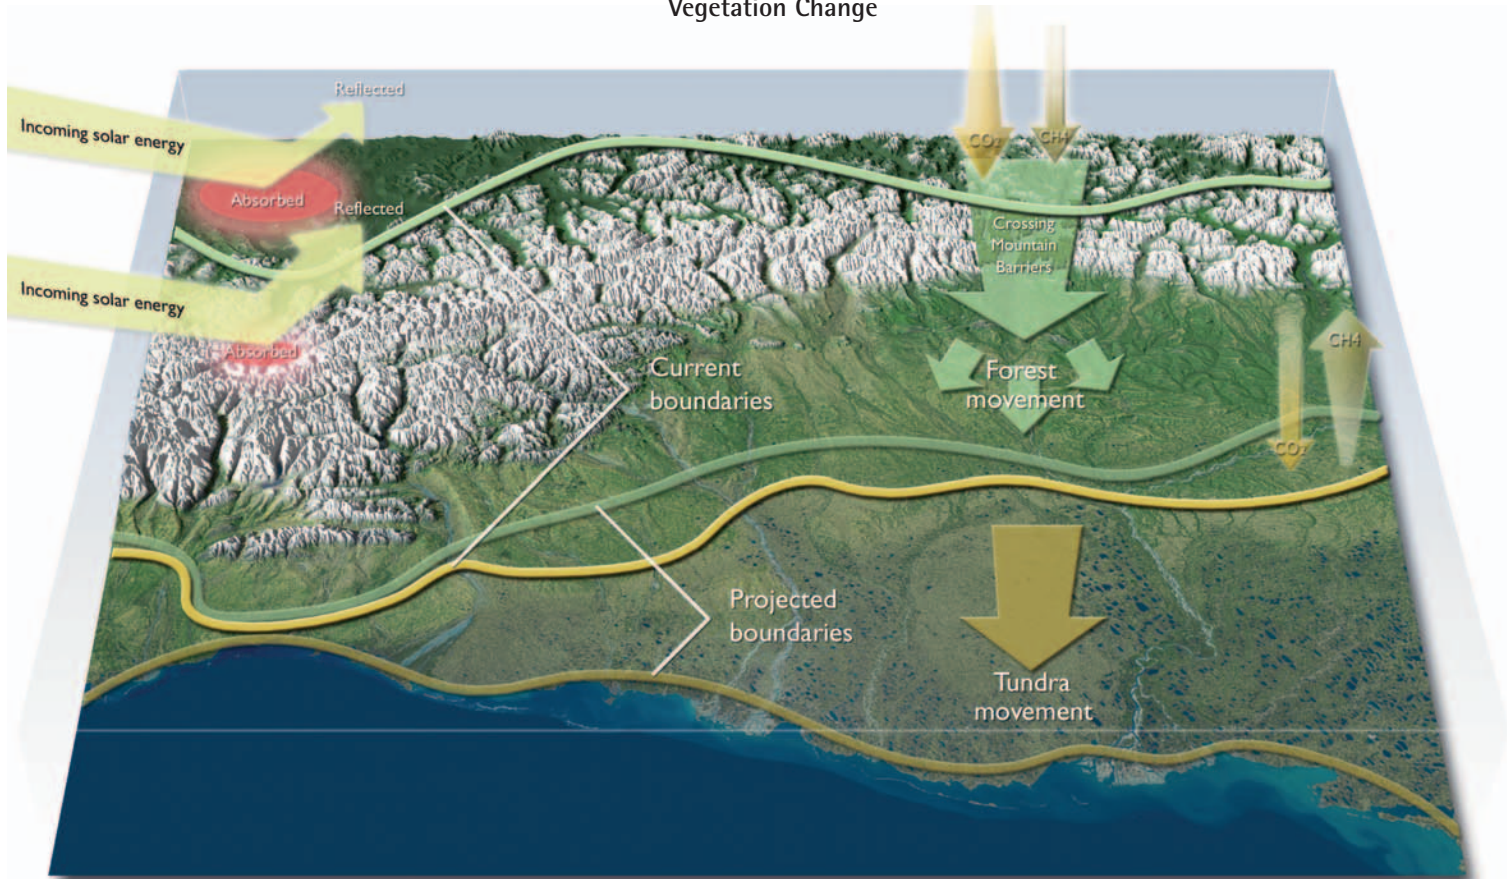 Vegetation Change
Reflected
Incoming solar energy
CO2
CH4
Absorbed
Reflected
Crossing
Mountain
Barriers
Incoming solar energy
Absorbed
CH4
Current
boundaries
Forest
movement
CO2
Projected
boundaries
Tundra
movement